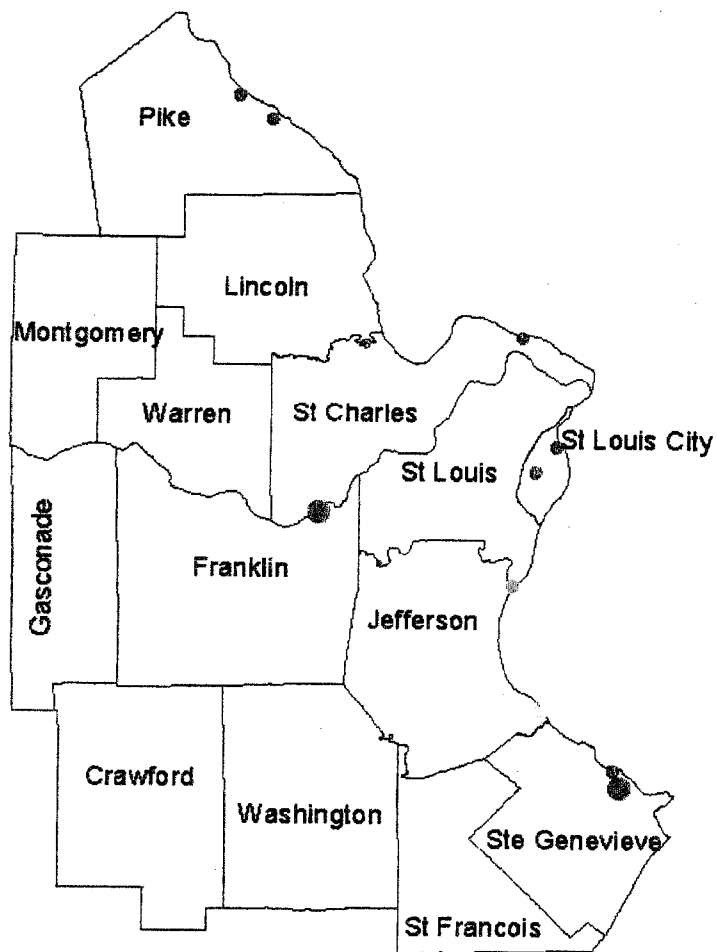 Pike
Lincoln
Montgomery
Warren
St Charles
St Louis City
St Louis
Gasconade
Franklin
Jefferson
Crawford
Washington
Ste Genevieve
St Francois